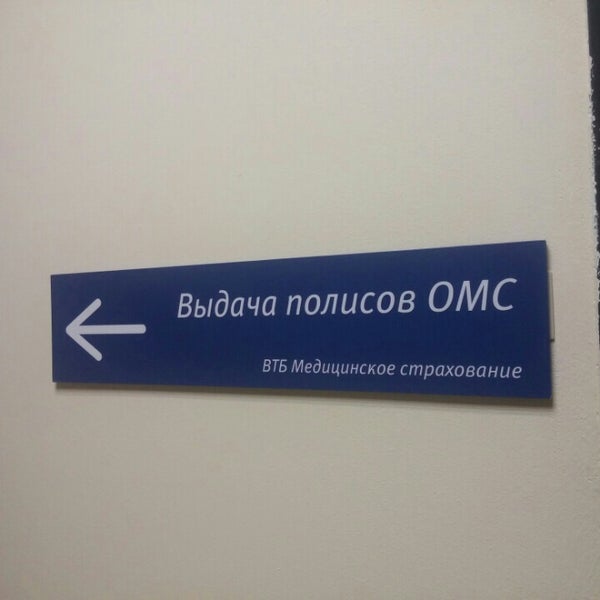 Выдача полисов ОМС
ВТБ Медицинское страхование